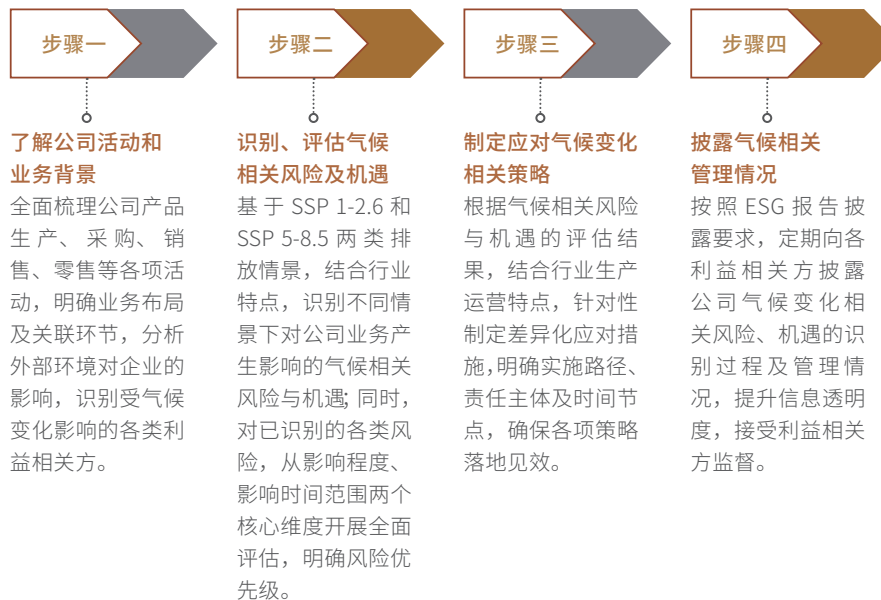 步骤一
了解公司活动和
业务背景
全面梳理公司产品
生产、采购、销
售、零售等各项活
动，明确业务布局
及关联环节，分析
外部环境对企业的
影响，识别受气候
变化影响的各类利
益相关方。
步骤二
识别、评估气候
相关风险及机遇
基于 SSP 1-2.6 和
SSP 5-8.5 两类排
放情景，结合行业
特点，识别不同情
景下对公司业务产
生影响的气候相关
风险与机遇；同时，
对已识别的各类风
险，从影响程度、
影响时间范围两个
核心维度开展全面
评估，明确风险优
先级。
步骤三
制定应对气候变化
相关策略
根据气候相关风险
与机遇的评估结
果，结合行业生产
运营特点，针对性
制定差异化应对措
施，明确实施路径、
责任主体及时间节
点，确保各项策略
落地见效。
步骤四
披露气候相关
管理情况
按照 ESG 报告披
露要求，定期向各
利益相关方披露
公司气候变化相
关风险、机遇的识
别过程及管理情
况，提升信息透明
度，接受利益相关
方监督。